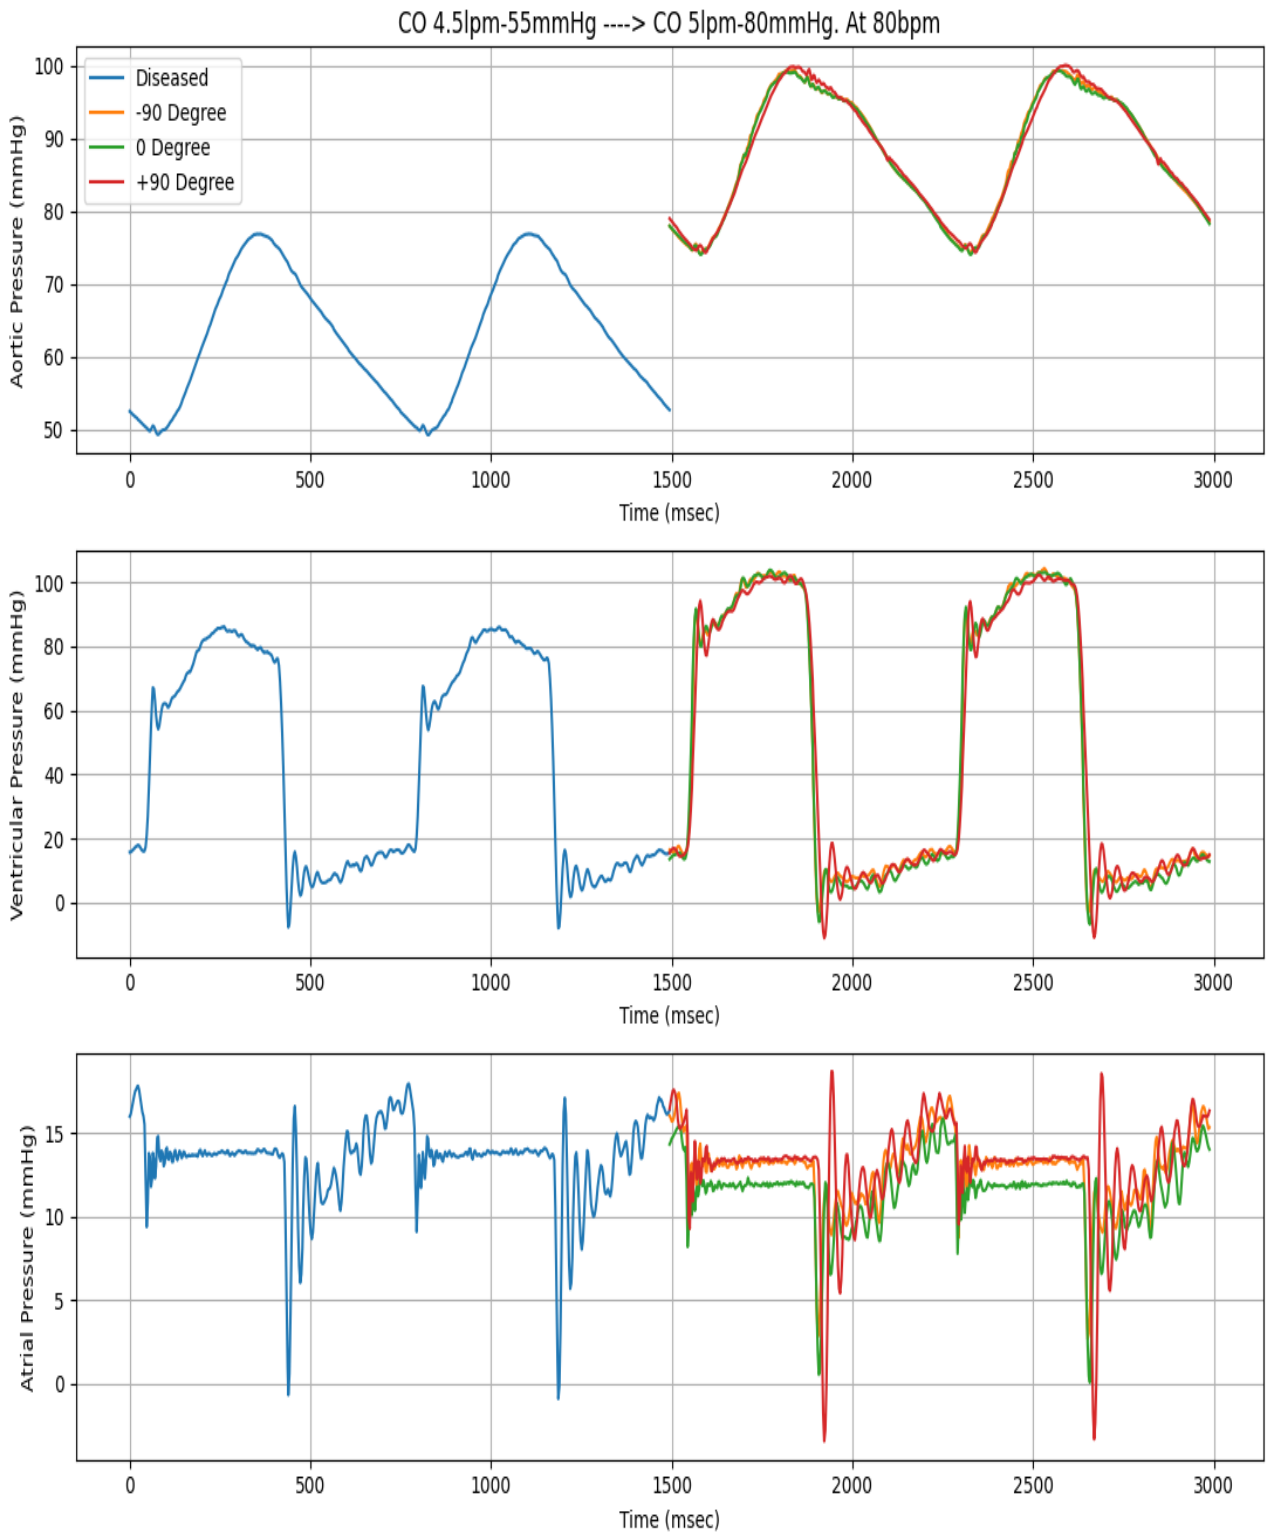 CO 4.5lpm-55mmHg ----> CO 5lpm-80mmHg. At 80bpm
Aortic Pressure (mmHg)
100
90
80
70
60
50
Diseased
-90 Degree
0 Degree
+90 Degree
0 500 1000 1500 2000 2500 3000
Time (msec)
Ventricular Pressure (mmHg)
100
80
60
40
20
0
0 500 1000 1500 2000 2500 3000
Time (msec)
Atrial Pressure (mmHg)
15
10
5
0
0 500 1000 1500 2000 2500 3000
Time (msec)